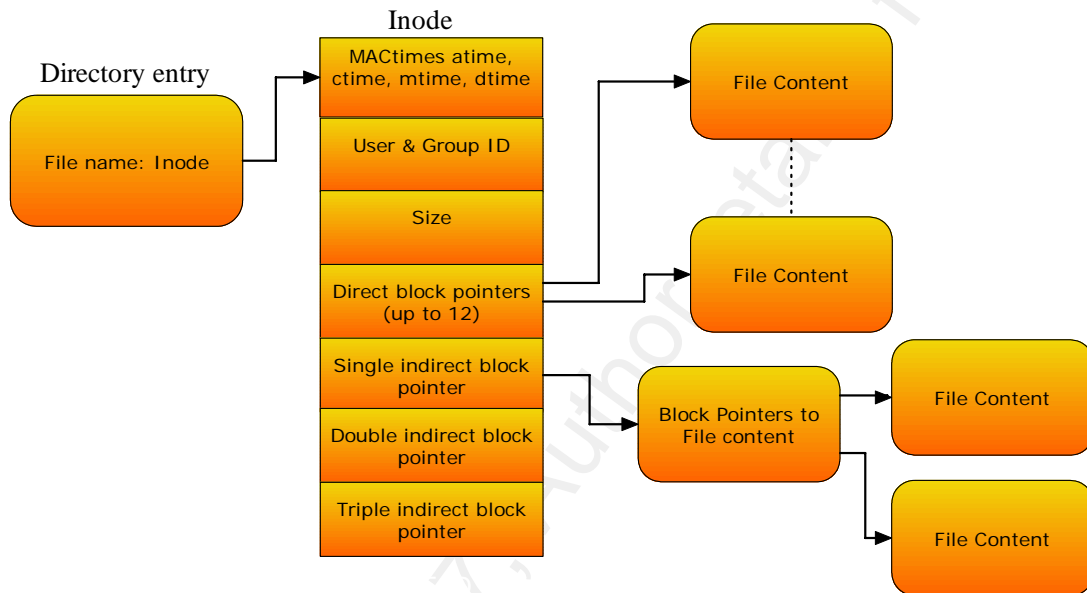 Inode
Directory entry
File name: Inode
MACtimes atime,
ctime, mtime, dtime
User & Group ID
Size
Direct block pointers
(up to 12)
Single indirect block
pointer
Double indirect block
pointer
Triple indirect block
pointer
File Content
File Content
Block Pointers to
File content
File Content
File Content